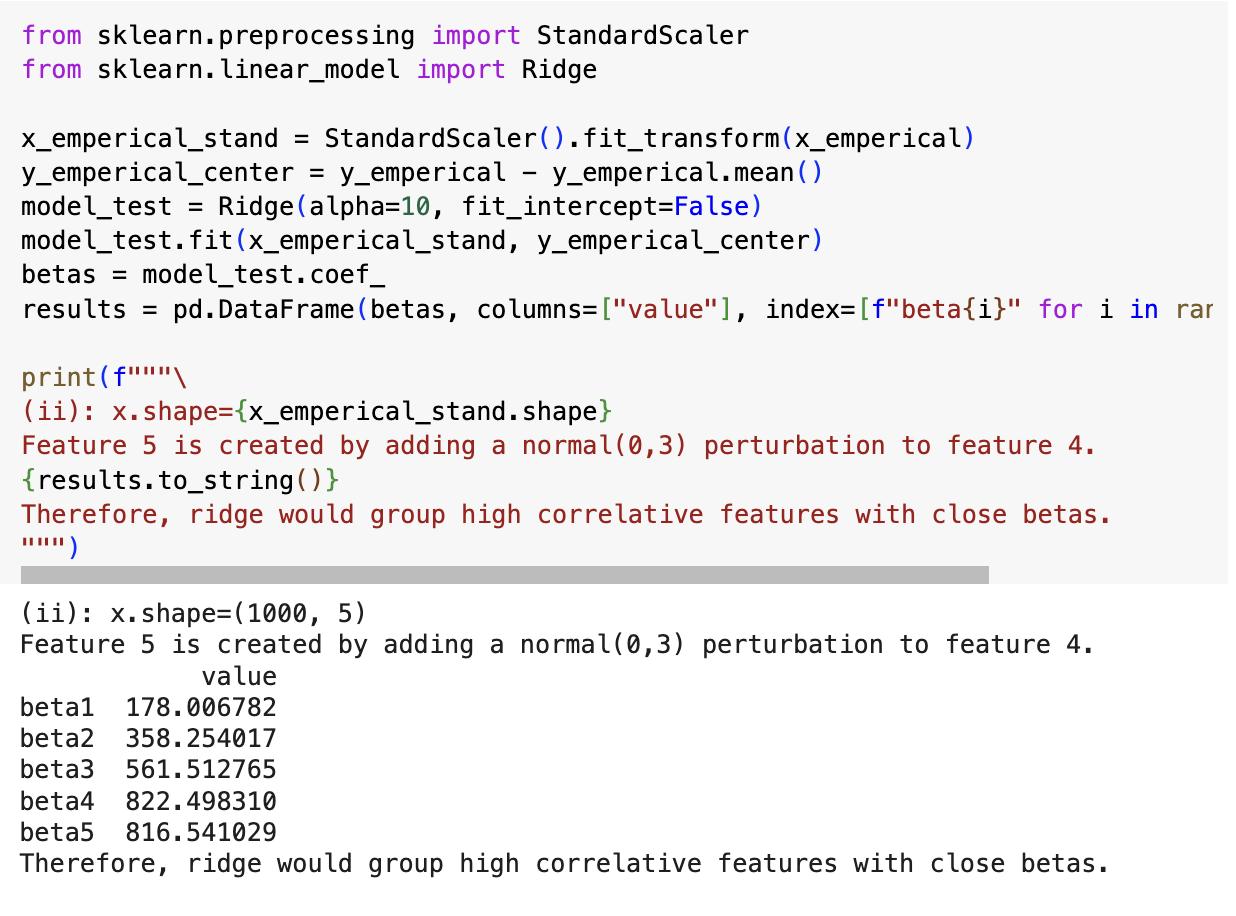 from sklearn.preprocessing import StandardScaler
from sklearn.linear_model import Ridge
x_emperical_stand = StandardScaler().fit_transform(x_emperical)
y_emperical_center = y_emperical - y_emperical.mean()
model_test = Ridge(alpha=10, fit_intercept=False)
model_test.fit(x_emperical_stand, y_emperical_center)
betas = model_test.coef_
results = pd.DataFrame(betas, columns=["value"], index=[f"beta{i}" for i in
print(f"""\
(ii): x.shape={x_emperical_stand.shape}
Feature 5 is created by adding a normal(0,3) perturbation to feature 4.
{results.to_string()}
Therefore, ridge would group high correlative features with close betas.
""")
(ii): x.shape=(1000, 5)
Feature 5 is created by adding a normal(0,3) perturbation to feature 4.
value
beta1 178.006782
beta2 358.254017
beta3 561.512765
beta4 822.498310
beta5 816.541029
Therefore, ridge would group high correlative features with close betas.